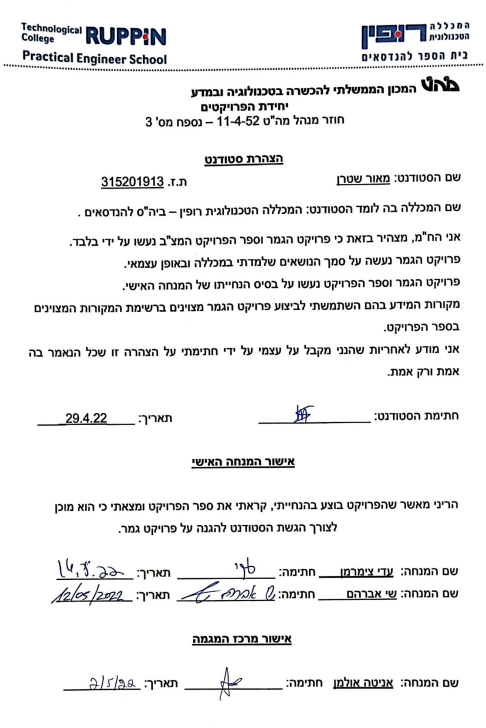 Technological College RUPPIN
Practical Engineer School
המכללה הטכנולוגית רופין
בית הספר להנדסאים
מהט המכון הממשלתי להכשרה בטכנולוגיה ובמדע
יחידת הפרויקטים
חוזר מנהל מה"ט 11-4-52 – נספח מס' 3
הצהרת סטודנט
שם הסטודנט: מאור שטרן ת.ז. 315201913
שם המכללה בה לומד הסטודנט: המכללה הטכנולוגית רופין – ביה"ס להנדסאים .
אני הח"מ, מצהיר בזאת כי פרויקט הגמר וספר הפרויקט המצ"ב נעשו על ידי בלבד.
פרויקט הגמר נעשה על סמך הנושאים שלמדתי במכללה ובאופן עצמאי.
פרויקט הגמר וספר הפרויקט נעשו על בסיס הנחייתו של המנחה האישי.
מקורות המידע בהם השתמשתי לביצוע פרויקט הגמר מצוינים ברשימת המקורות המצוינים
בספר הפרויקט.
אני מודע לאחריות שהנני מקבל על עצמי על ידי חתימתי על הצהרה זו שכל הנאמר בה
אמת ורק אמת.
חתימת הסטודנט: תאריך: 29.4.22
אישור המנחה האישי
הריני מאשר שהפרויקט בוצע בהנחייתי, קראתי את ספר הפרויקט ומצאתי כי הוא מוכן
לצורך הגשת הסטודנט להגנה על פרויקט גמר.
שם המנחה: עדי צימרמן חתימה: תאריך:
שם המנחה: שי אברהם חתימה: תאריך: 12/05/2022
אישור מרכז המגמה
שם המנחה: אניטה אולמן חתימה: תאריך: 2/5/22